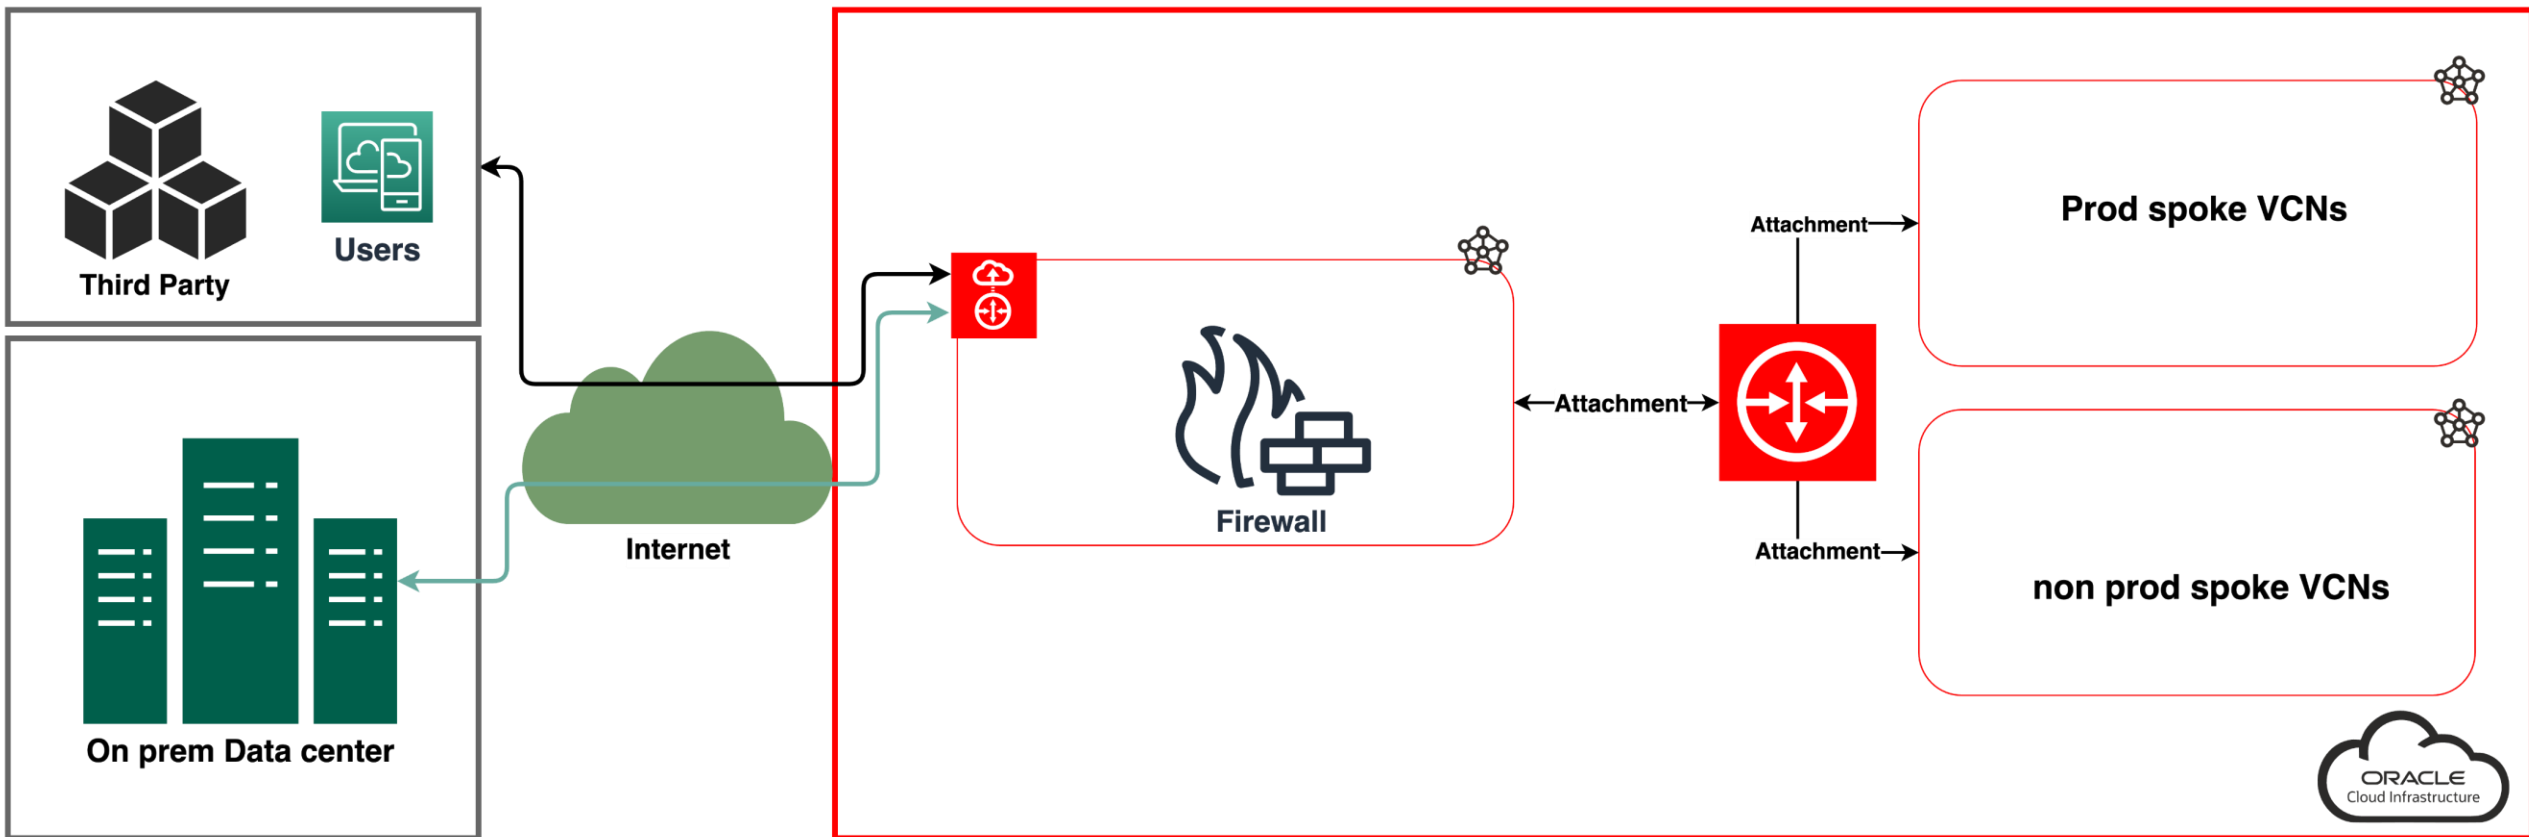 Third Party
Users
On prem Data center
Internet
Firewall
Attachment
Attachment
Attachment
Prod spoke VCNs
non prod spoke VCNs
ORACLE
Cloud Infrastructure